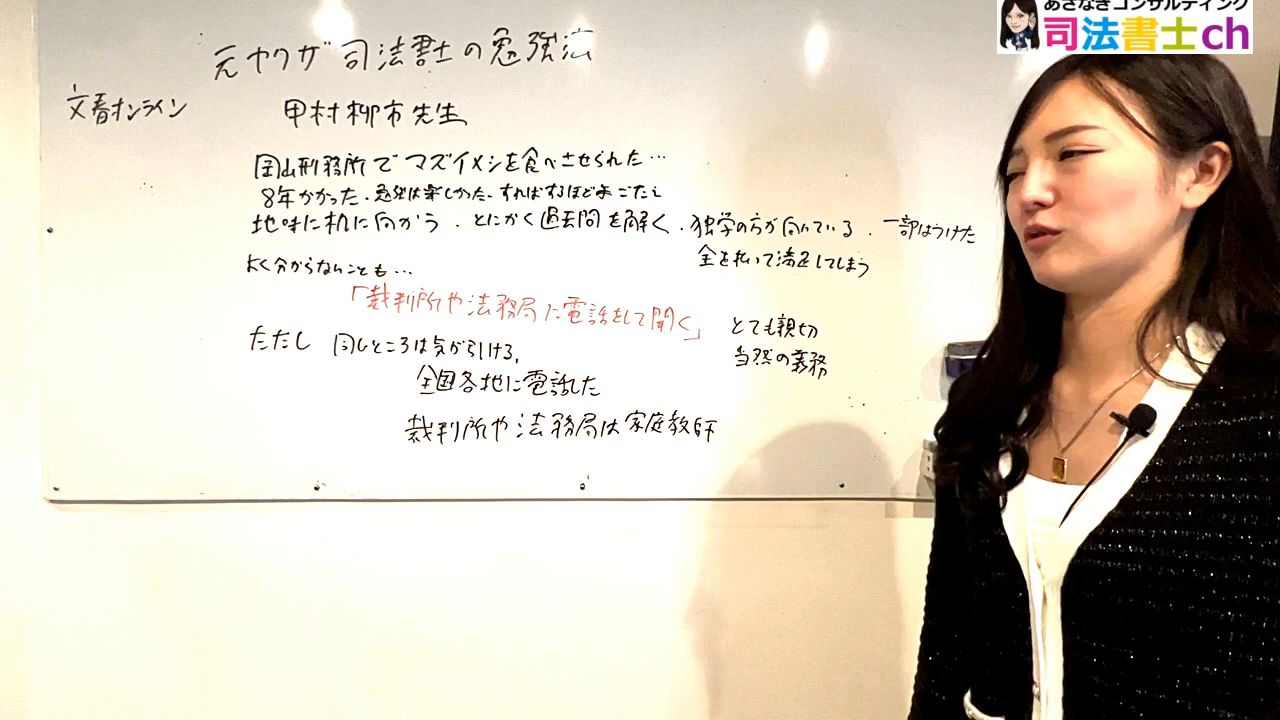 あさなぎコンサルティング
司法書士ch
元ヤクザ 司法書士の勉強法
文春オンライン
甲村柳市先生
岡山刑務所でマズイメシを食べさせられた…
8年かかった。勉強は楽しかった。すればするほど
地味に机に向かう。とにかく過去問を解く。独学の方が向いている。一部はうけた
金を払って満足してしまう
よく分からないことも…
「裁判所や法務局に電話をして聞く」
とても親切
当然の義務
ただし 同じところは気が引ける。
全国各地に電話した
裁判所や法務局は家庭教師